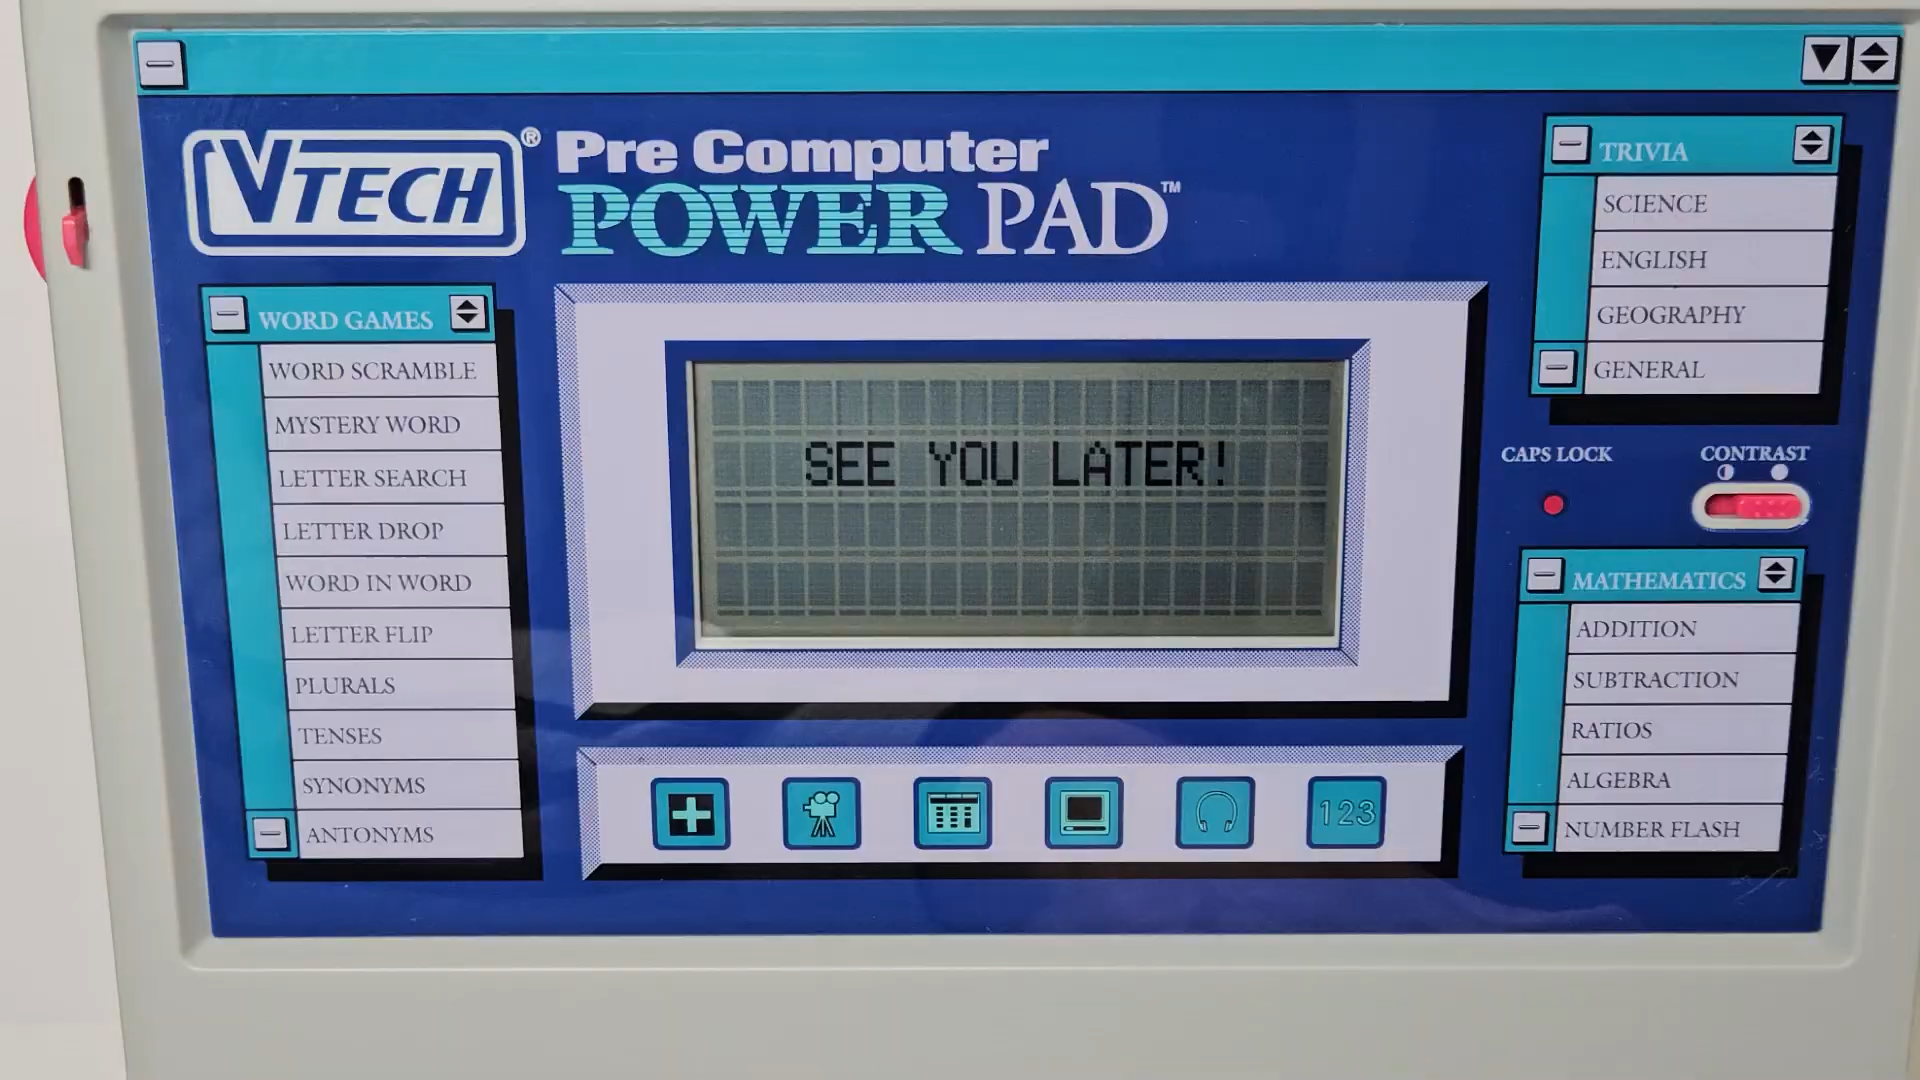 VTECH®
Pre Computer
POWER PAD™
WORD GAMES
WORD SCRAMBLE
MYSTERY WORD
LETTER SEARCH
LETTER DROP
WORD IN WORD
LETTER FLIP
PLURALS
TENSES
SYNONYMS
ANTONYMS
SEE YOU LATER!
123
TRIVIA
SCIENCE
ENGLISH
GEOGRAPHY
GENERAL
CAPS LOCK
CONTRAST
MATHEMATICS
ADDITION
SUBTRACTION
RATIOS
ALGEBRA
NUMBER FLASH